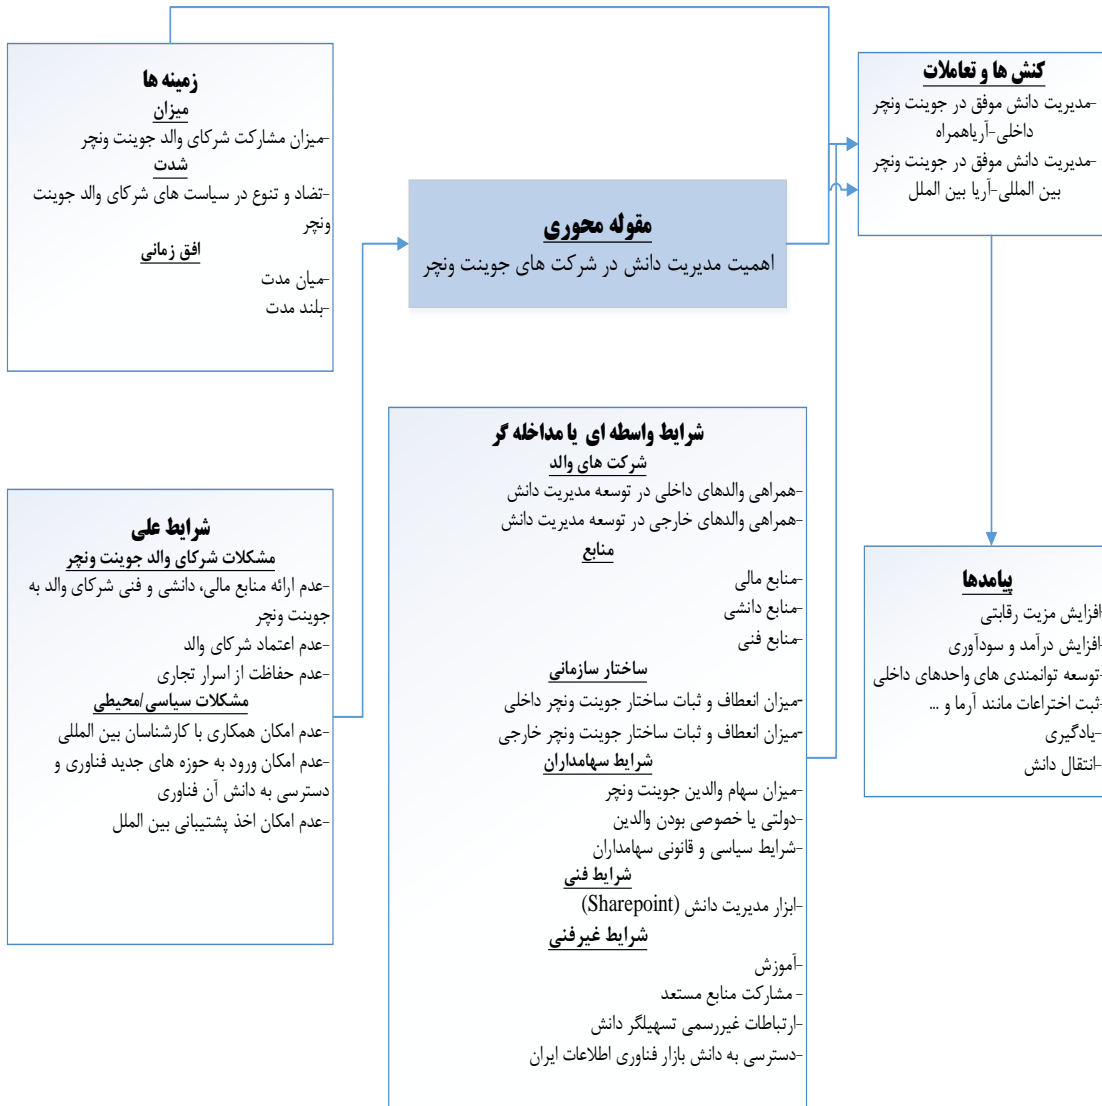 زمینه ها
میزان
-میزان مشارکت شرکای والد جوینت ونچر
شدت
-تضاد و تنوع در سیاست های شرکای والد جوینت
ونچر
افق زمانی
-میان مدت
-بلند مدت
کنش ها و تعاملات
-مدیریت دانش موفق در جوینت ونچر
داخلی-آریاهمراه
-مدیریت دانش موفق در جوینت ونچر
بین المللی-آریا بین الملل
مقوله محوری
اهمیت مدیریت دانش در شرکت های جوینت ونچر
شرایط علی
مشکلات شرکای والد جوینت ونچر
-عدم ارائه منابع مالی، دانشی و فنی شرکای والد به
جوینت ونچر
-عدم اعتماد شرکای والد
-عدم حفاظت از اسرار تجاری
مشکلات سیاسی/محیطی
-عدم امکان همکاری با کارشناسان بین المللی
-عدم امکان ورود به حوزه های جدید فناوری و
دسترسی به دانش آن فناوری
-عدم امکان اخذ پشتیبانی بین الملل
شرایط واسطه ای یا مداخله گر
شرکت های والد
-همراهی والدهای داخلی در توسعه مدیریت دانش
-همراهی والدهای خارجی در توسعه مدیریت دانش
منابع
-منابع مالی
-منابع دانشی
-منابع فنی
ساختار سازمانی
-میزان انعطاف و ثبات ساختار جوینت ونچر داخلی
-میزان انعطاف و ثبات ساختار جوینت ونچر خارجی
شرایط سهامداران
-میزان سهام والدین جوینت ونچر
-دولتی یا خصوصی بودن والدین
-شرایط سیاسی و قانونی سهامداران
شرایط فنی
-ابزار مدیریت دانش (Sharepoint)
شرایط غیرفنی
-آموزش
- مشارکت منابع مستعد
-ارتباطات غیررسمی تسهیلگر دانش
-دسترسی به دانش بازار فناوری اطلاعات ایران
پیامدها
-افزایش مزیت رقابتی
-افزایش درآمد و سودآوری
-توسعه توانمندی های واحدهای داخلی
-ثبت اختراعات مانند آرما و ...
-یادگیری
-انتقال دانش